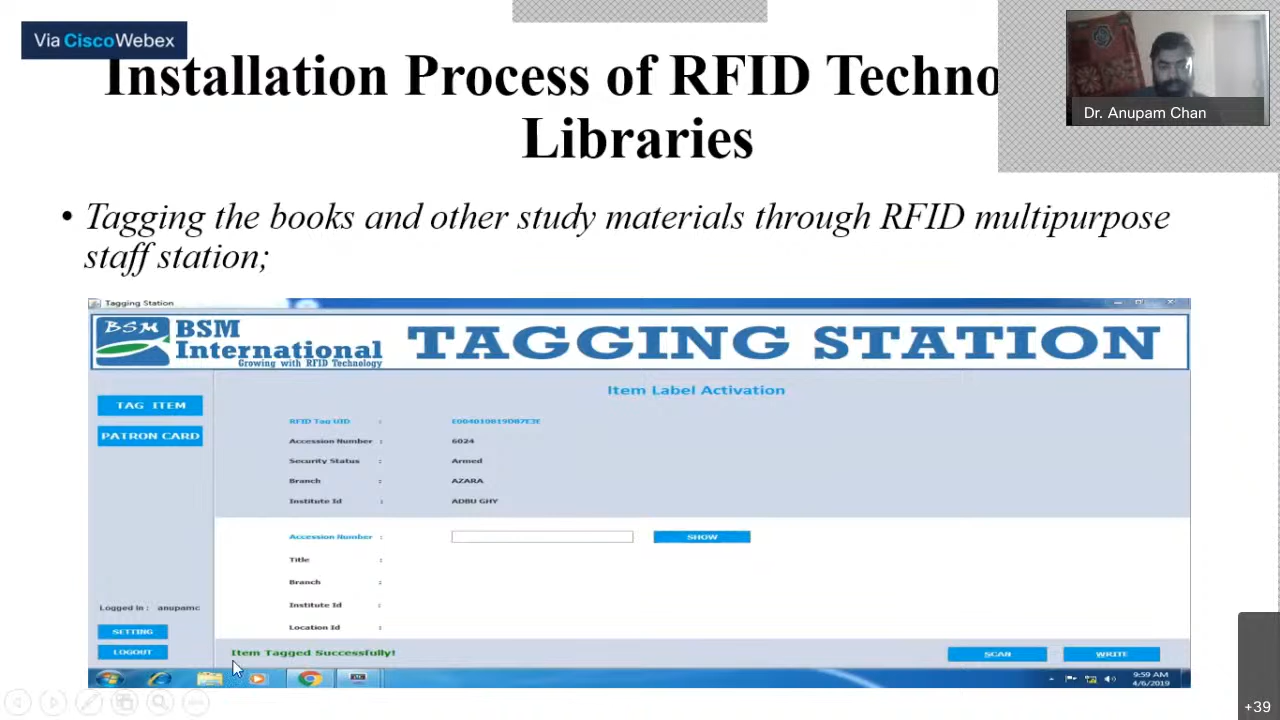 Via CiscoWebex
Installation Process of RFID Techno
Libraries
Dr. Anupam Chan
• Tagging the books and other study materials through RFID multipurpose
staff station;
Tagging Station
BSM
BSM
International
Growing with RFID Technology
TAGGING STATION
Item Label Activation
TAG ITEM
PATRON CARD
RFID Tag UID :
Accession Number : 6024
Security Status : Armed
Branch : AZARA
Institute Id : ADBU GHY
Accession Number : SHOW
Title :
Branch :
Institute Id :
Location Id :
Logged in : anupamc
SETTING
LOGOUT
Item Tagged Successfully!
SCAN
WRITE
9:59 AM
4/6/2019
+39